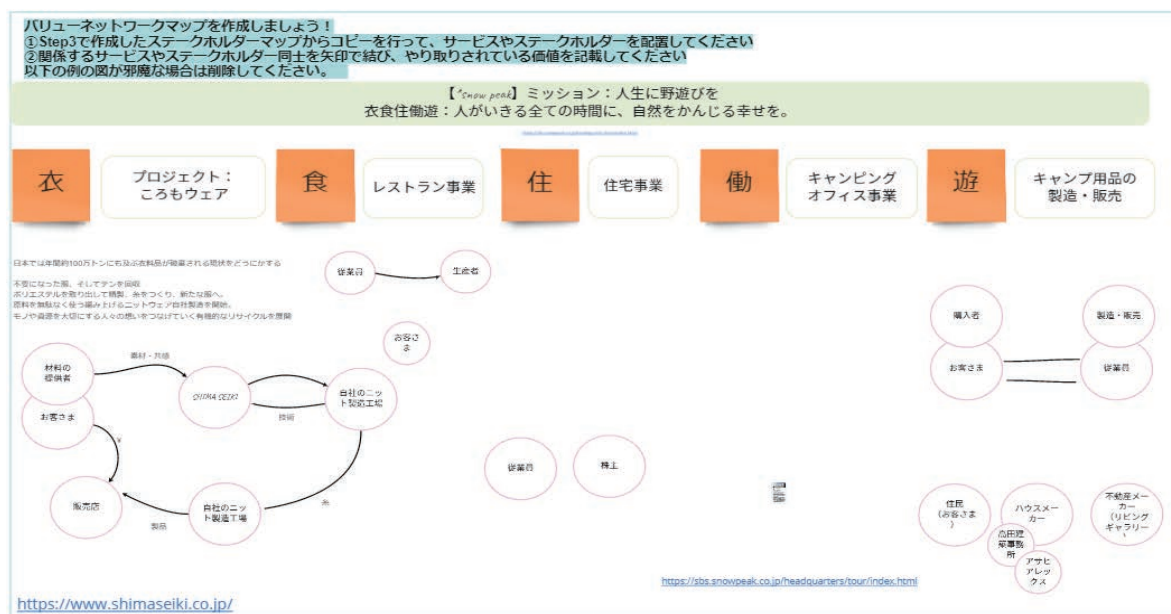 バリューネットワークマップを作成しましょう！
①Step3で作成したステークホルダーマップからコピーを行って、サービスやステークホルダーを配置してください
②関係するサービスやステークホルダー同士を矢印で結び、やり取りされている価値を記載してください
以下の例の図が邪魔な場合は削除してください。
【*Snow peak】ミッション：人生に野遊びを
衣食住働遊：人がいきる全ての時間に、自然をかんじる幸せを。
衣
プロジェクト：
ころもウェア
食
レストラン事業
住
住宅事業
働
キャンピング
オフィス事業
遊
キャンプ用品の
製造・販売
日本では年間約100万トンにも及ぶ衣料品が破棄される現状をどうにかする
不要になった服、そしてテンを回収
ポリエステルを取り出して精製、糸をつくり、新たな服へ。
原料を無駄なく使う編み上げるニットウェア自社製造を開始。
モノや資源を大切にする人々の想いをつなげていく有機的なリサイクルを展開
従業員
生産者
お客さ
ま
材料の
提供者
お客さま
素材・共感
SHIMA SEIKI
技術
自社のニッ
ト製造工場
¥
販売店
製品
自社のニッ
ト製造工場
糸
従業員
株主
購入者
お客さま
製造・販売
従業員
住民
（お客さま
）
ハウスメー
カー
高田建
築事務
所
アサヒ
アレッ
クス
不動産メー
カー
（リビング
ギャラリー
）
https://sbs.snowpeak.co.jp/headquarters/tour/index.html
https://www.shimaseiki.co.jp/